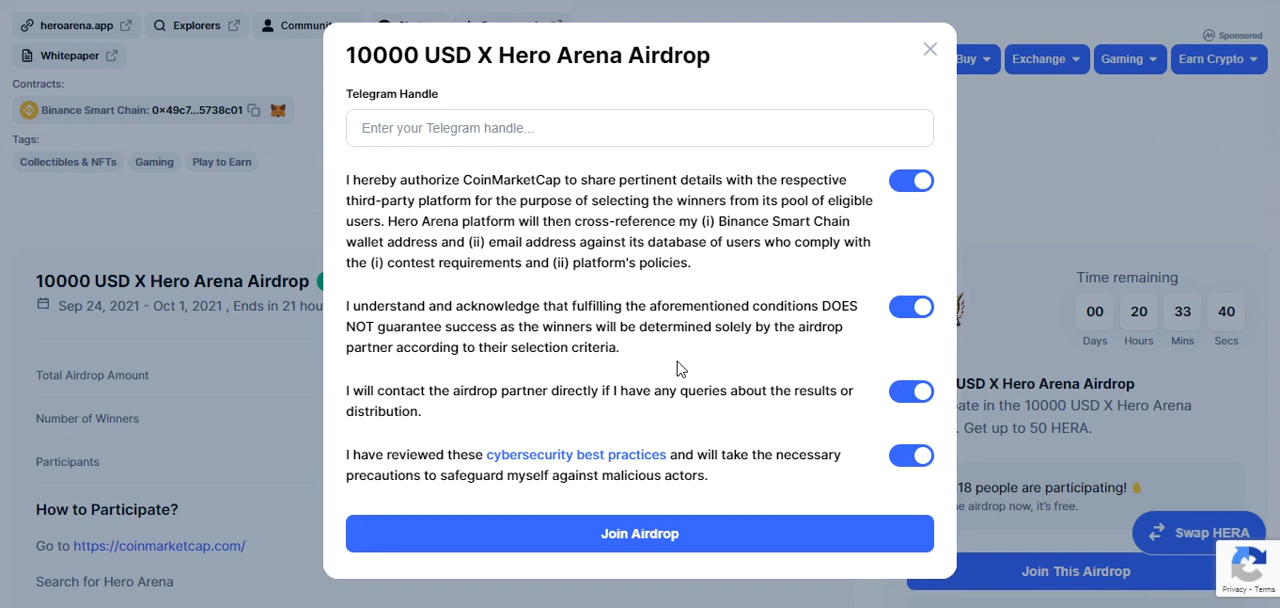 heroarena.app
Explorers
Commun
Whitepaper
Contracts:
Binance Smart Chain: 0×49c7...5738c01
Tags:
Collectibles & NFTs
Gaming
Play to Earn
Sponsored
Buy
Exchange
Gaming
Earn Crypto
10000 USD X Hero Arena Airdrop
Telegram Handle
Enter your Telegram handle...
I hereby authorize CoinMarketCap to share pertinent details with the respective
third-party platform for the purpose of selecting the winners from its pool of eligible
users. Hero Arena platform will then cross-reference my (i) Binance Smart Chain
wallet address and (ii) email address against its database of users who comply with
the (i) contest requirements and (ii) platform's policies.
I understand and acknowledge that fulfilling the aforementioned conditions DOES
NOT guarantee success as the winners will be determined solely by the airdrop
partner according to their selection criteria.
I will contact the airdrop partner directly if I have any queries about the results or
distribution.
I have reviewed these cybersecurity best practices and will take the necessary
precautions to safeguard myself against malicious actors.
Join Airdrop
10000 USD X Hero Arena Airdrop
Sep 24, 2021 - Oct 1, 2021 , Ends in 21 hou
Total Airdrop Amount
Number of Winners
Participants
How to Participate?
Go to https://coinmarketcap.com/
Search for Hero Arena
Time remaining
00 20 33 40
Days Hours Mins Secs
USD X Hero Arena Airdrop
ate in the 10000 USD X Hero Arena
. Get up to 50 HERA.
18 people are participating!
e airdrop now, it's free.
Swap HERA
Join This Airdrop
Privacy - Terms